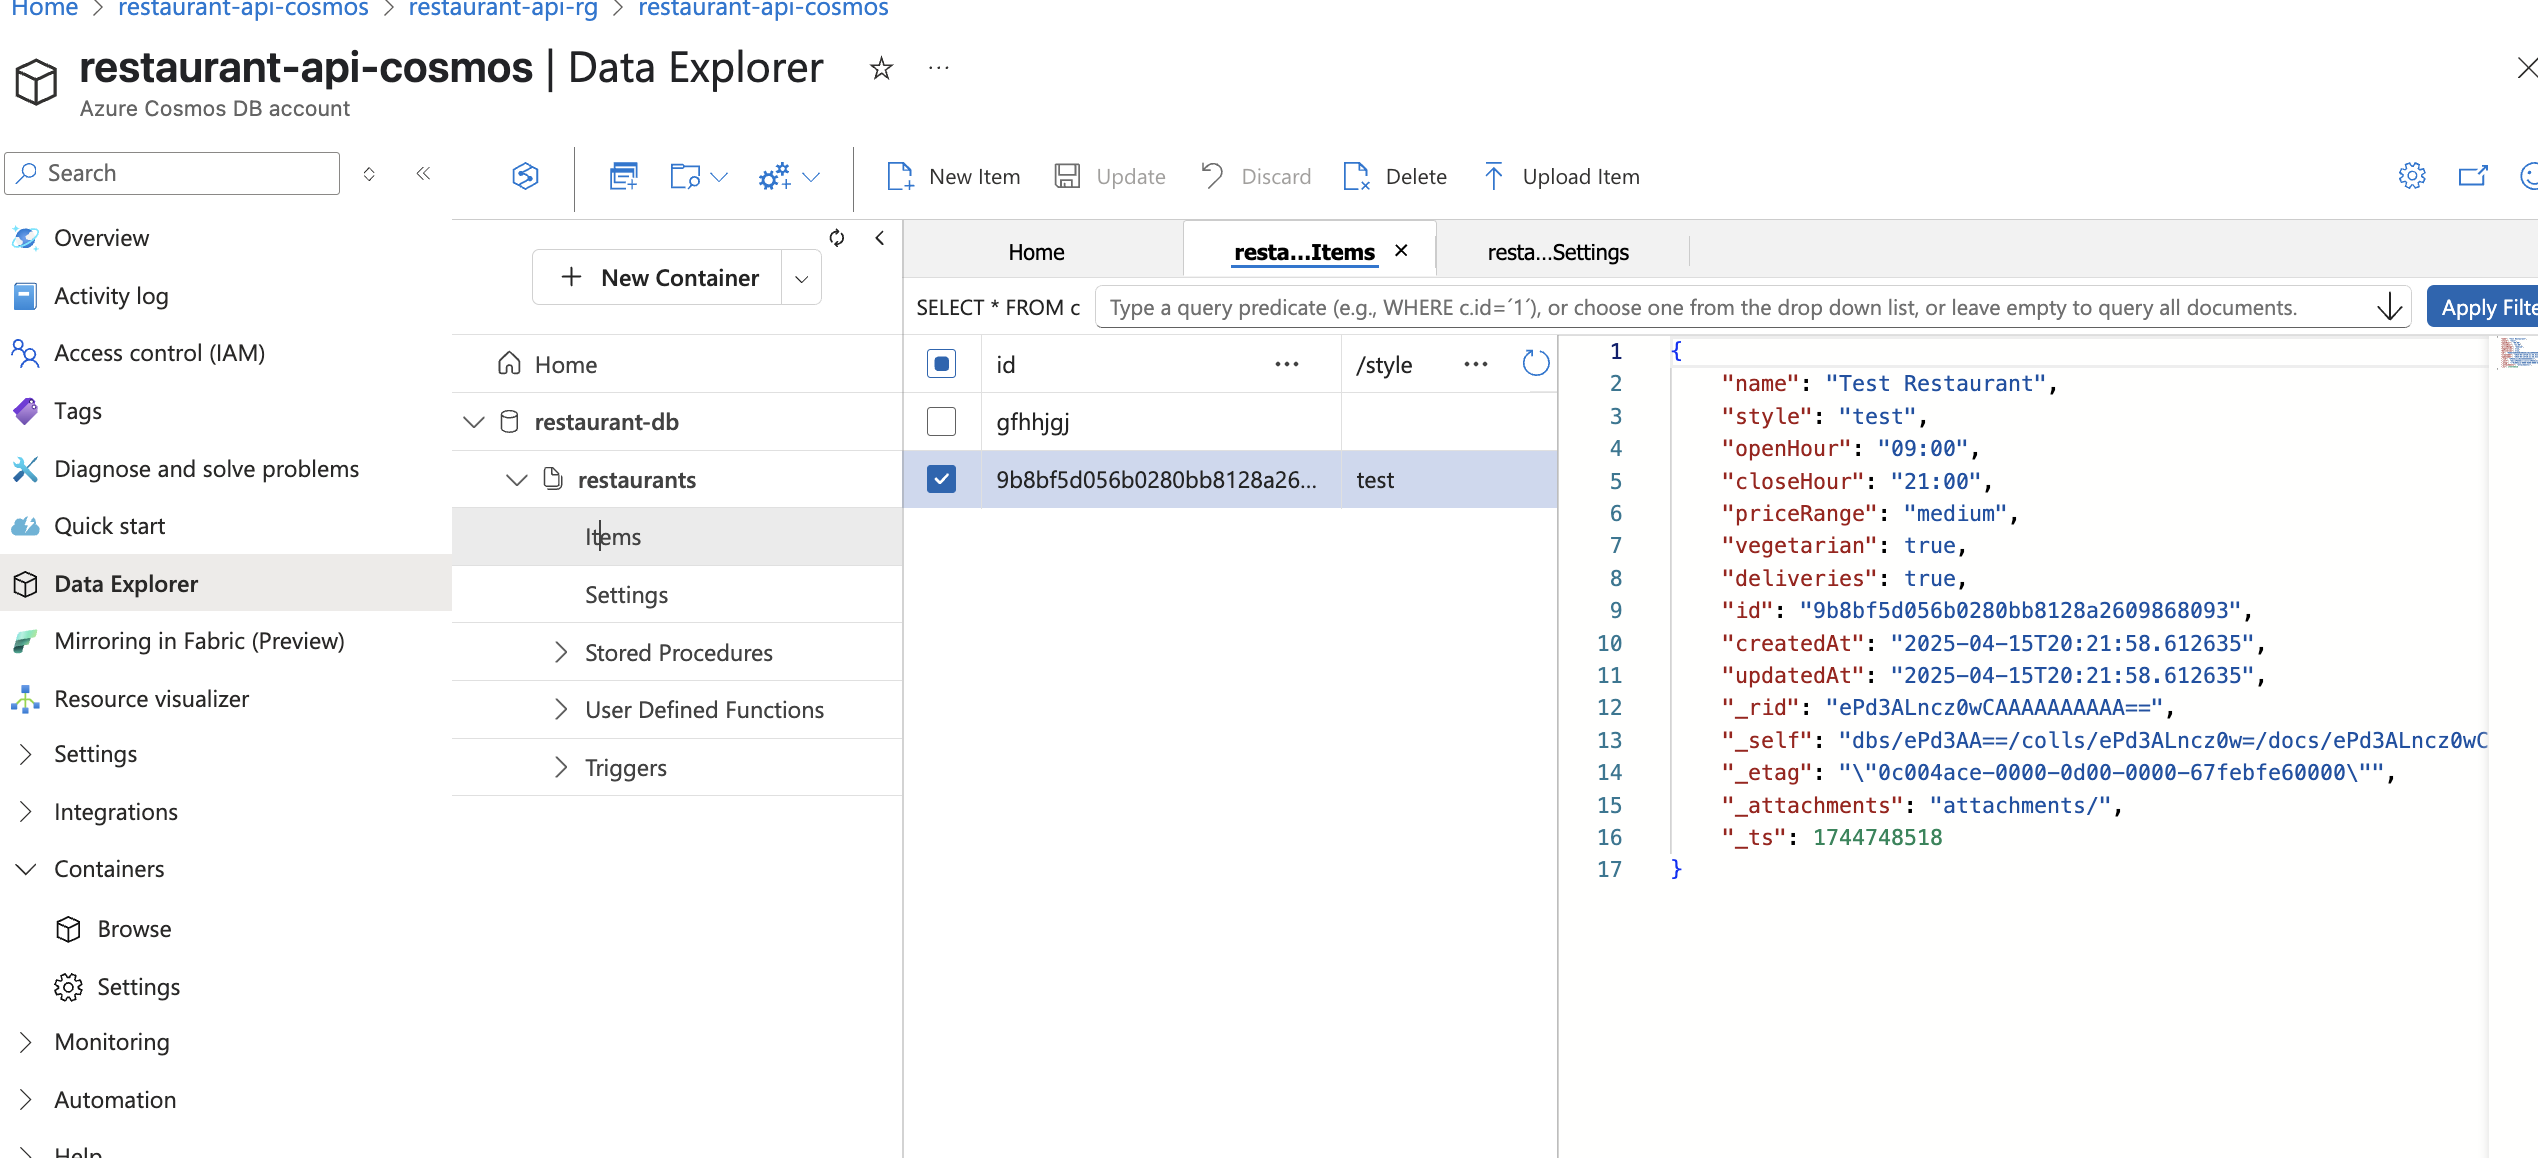 Home > restaurant-api-cosmos > restaurant-api-rg > restaurant-api-cosmos
restaurant-api-cosmos | Data Explorer
Azure Cosmos DB account
Search
New Item
Update
Discard
Delete
Upload Item
Overview
Activity log
Access control (IAM)
Tags
Diagnose and solve problems
Quick start
Data Explorer
Mirroring in Fabric (Preview)
Resource visualizer
Settings
Integrations
Containers
Browse
Settings
Monitoring
Automation
Help
New Container
Home
restaurant-db
restaurants
Items
Settings
Stored Procedures
User Defined Functions
Triggers
Home
resta...Items
resta...Settings
SELECT * FROM c
Type a query predicate (e.g., WHERE c.id=´1´), or choose one from the drop down list, or leave empty to query all documents.
Apply Filte
id
/style
gfhhjgj
9b8bf5d056b0280bb8128a26...
test
1 {
2 "name": "Test Restaurant",
3 "style": "test",
4 "openHour": "09:00",
5 "closeHour": "21:00",
6 "priceRange": "medium",
7 "vegetarian": true,
8 "deliveries": true,
9 "id": "9b8bf5d056b0280bb8128a2609868093",
10 "createdAt": "2025-04-15T20:21:58.612635",
11 "updatedAt": "2025-04-15T20:21:58.612635",
12 "_rid": "ePd3ALncz0wCAAAAAAAAAA==",
13 "_self": "dbs/ePd3AA==/colls/ePd3ALncz0w=/docs/ePd3ALncz0wC
14 "_etag": "\"0c004ace-0000-0d00-0000-67febfe60000\"",
15 "_attachments": "attachments/",
16 "_ts": 1744748518
17 }